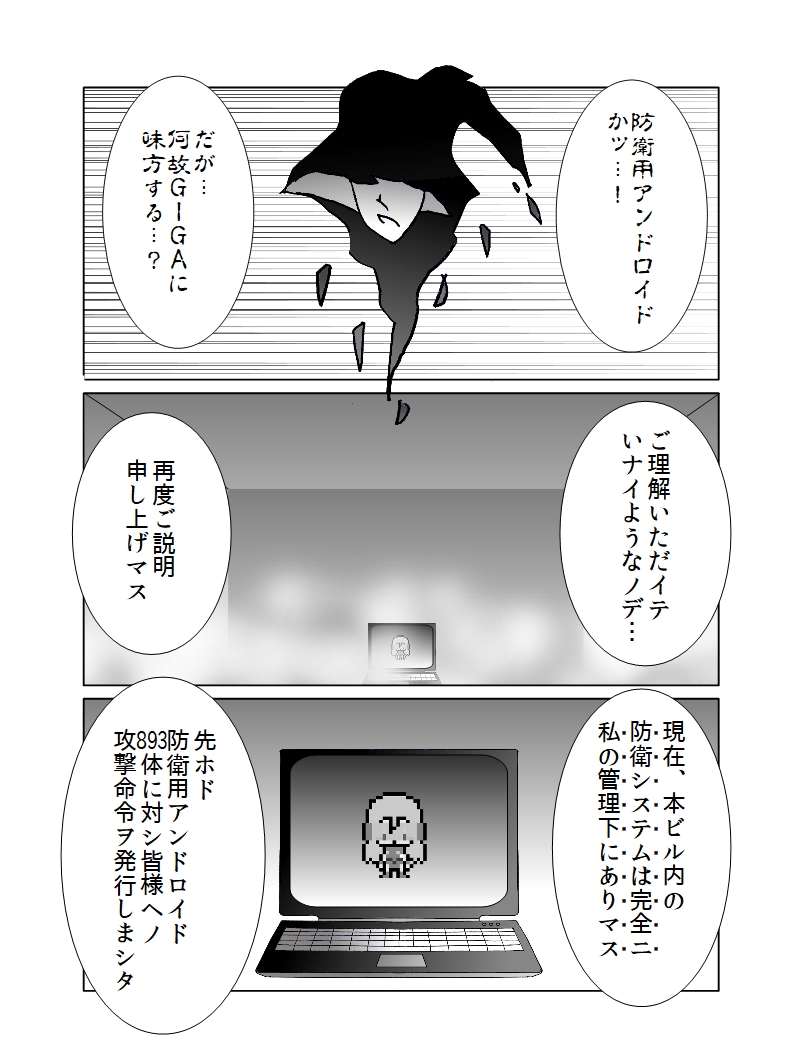 防衛用アンドロイド
かッ…！
だが…
何故GIGAに
味方する…？
ご理解いただイテ
いナイようなノデ…
再度ご説明
申し上げマス
現在、本ビル内の
防衛システムは完全ニ
私の管理下にありマス
先ホド
防衛用アンドロイド
893体に対シ皆様ヘノ
攻撃命令ヲ発行しまシタ